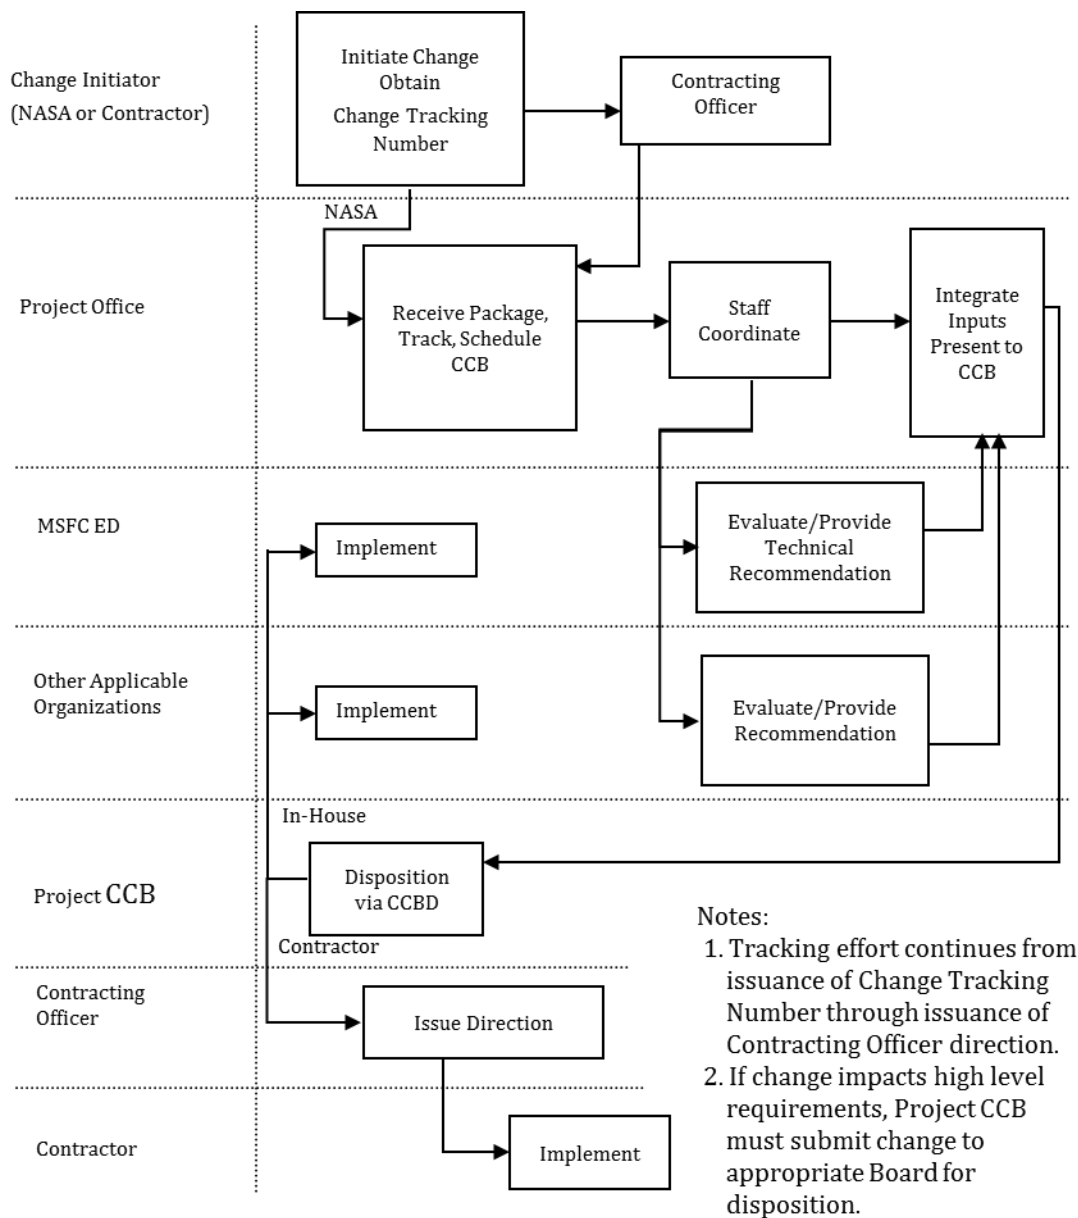 Change Initiator
(NASA or Contractor)
Initiate Change
Obtain
Change Tracking
Number
Contracting
Officer
NASA
Project Office
Receive Package,
Track, Schedule
CCB
Staff
Coordinate
Integrate
Inputs
Present to
CCB
MSFC ED
Implement
Evaluate/Provide
Technical
Recommendation
Other Applicable
Organizations
Implement
Evaluate/Provide
Recommendation
In-House
Project CCB
Disposition
via CCBD
Contractor
Contracting
Officer
Issue Direction
Contractor
Implement
Notes:
1. Tracking effort continues from
issuance of Change Tracking
Number through issuance of
Contracting Officer direction.
2. If change impacts high level
requirements, Project CCB
must submit change to
appropriate Board for
disposition.